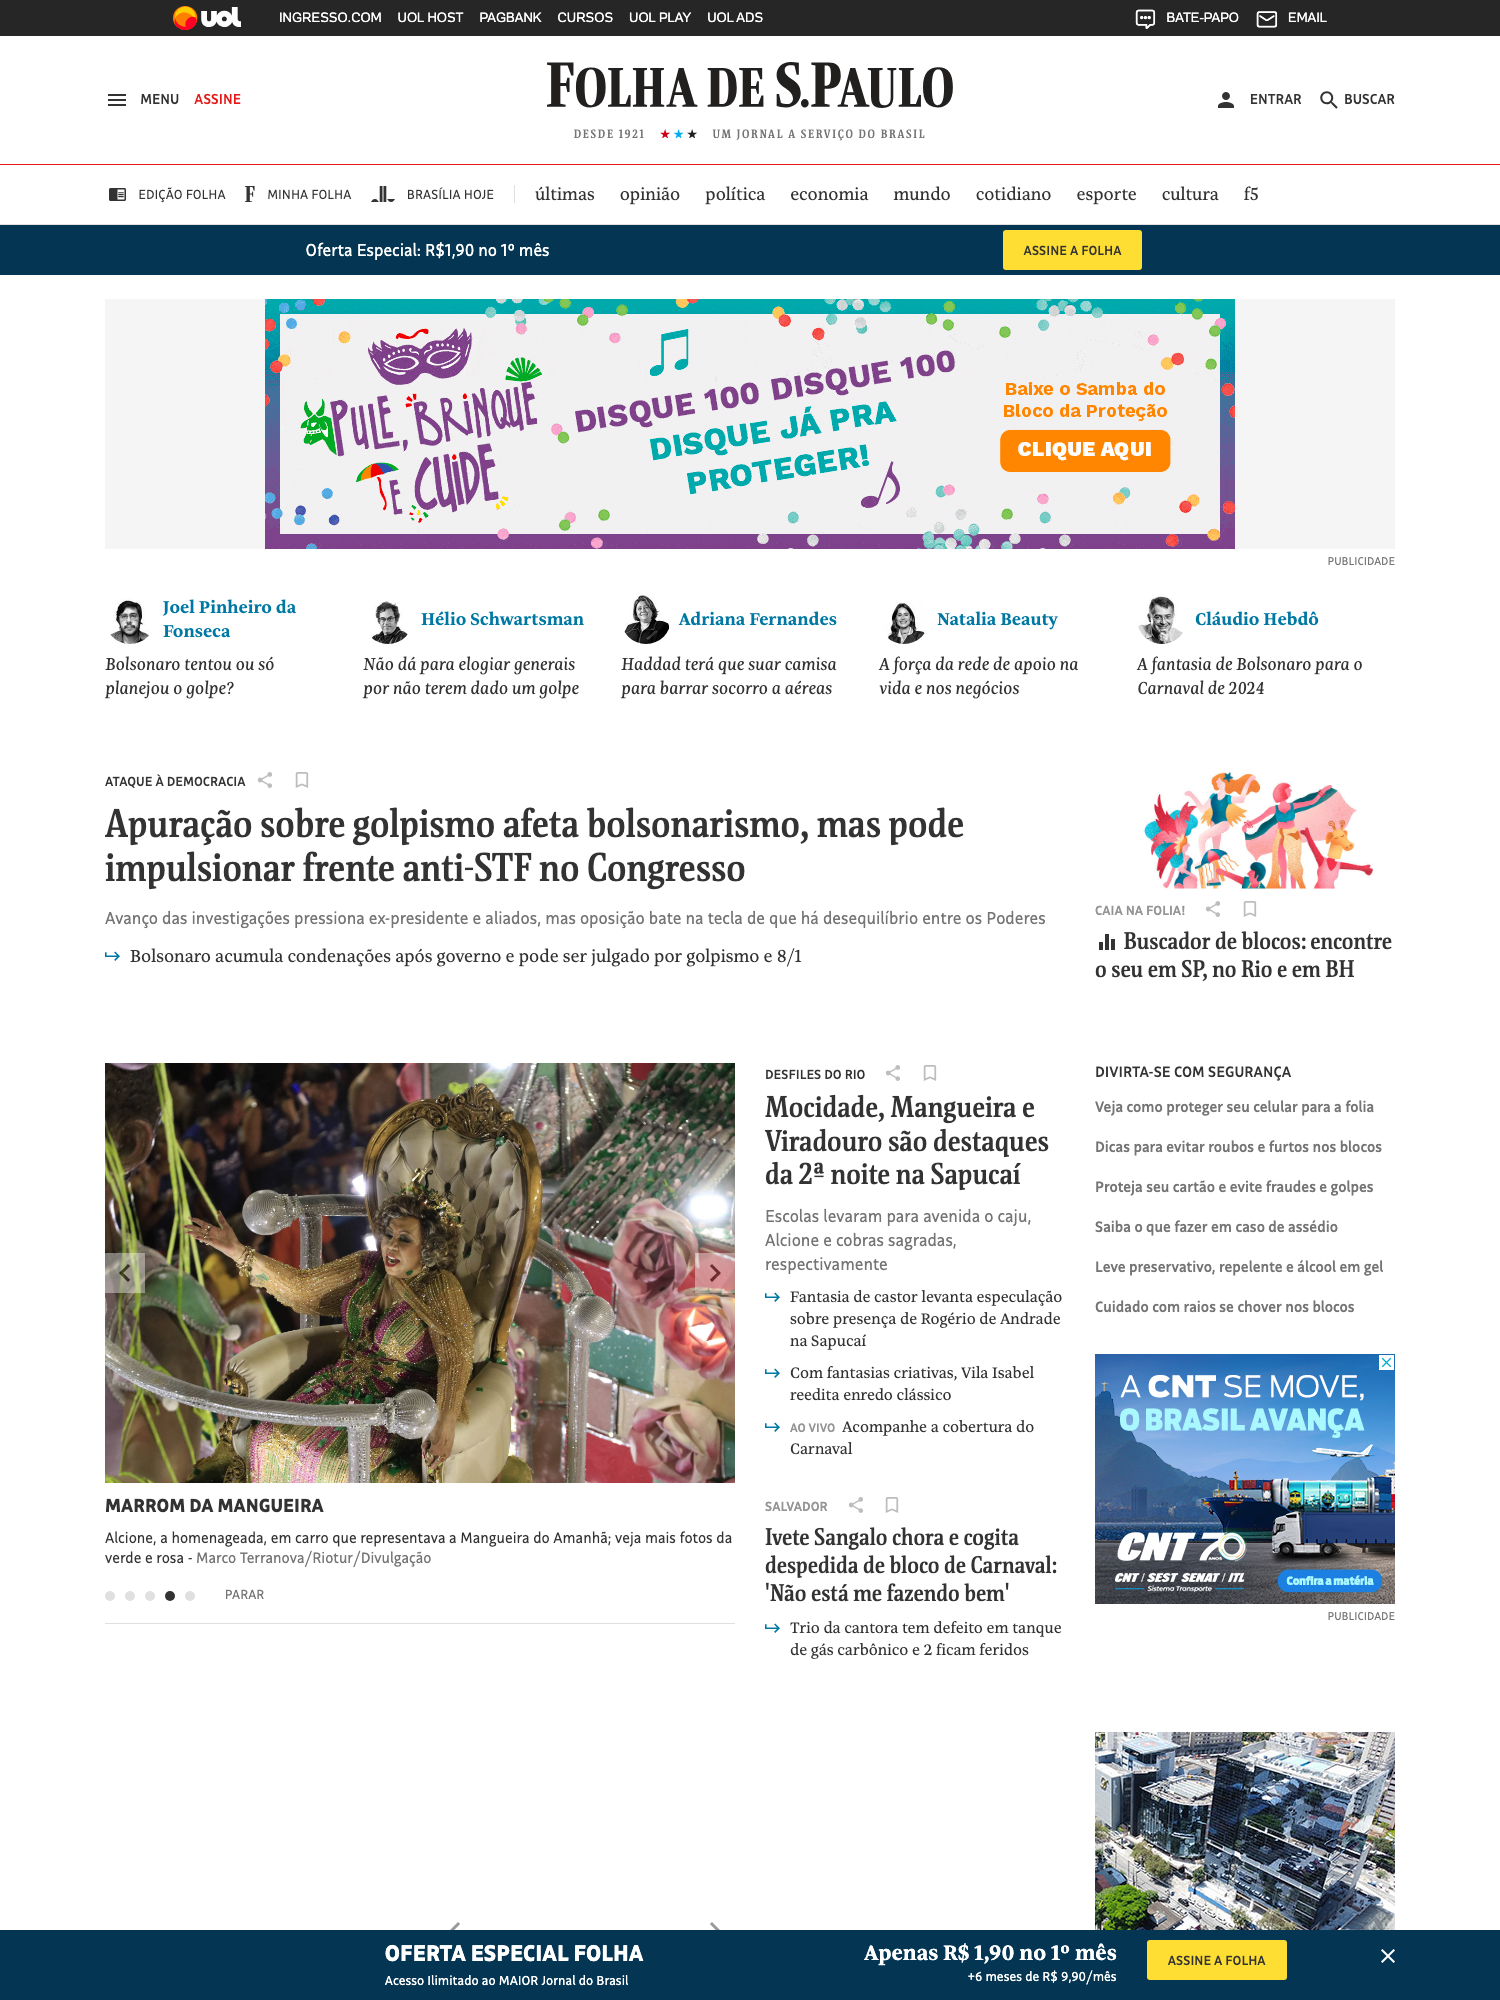 uol INGRESSO.COM UOL HOST PAGBANK CURSOS UOL PLAY UOL ADS BATE-PAPO EMAIL
MENU ASSINE
FOLHA DE S.PAULO
DESDE 1921 ★★★ UM JORNAL A SERVIÇO DO BRASIL
ENTRAR BUSCAR
EDIÇÃO FOLHA F MINHA FOLHA BRASÍLIA HOJE últimas opinião política economia mundo cotidiano esporte cultura f5
Oferta Especial: R$1,90 no 1º mês ASSINE A FOLHA
PULE, BRINQUE
E CUIDE
DISQUE 100 DISQUE 100
DISQUE JÁ PRA
PROTEGER!
Baixe o Samba do
Bloco da Proteção
CLIQUE AQUI
PUBLICIDADE
Joel Pinheiro da
Fonseca
Bolsonaro tentou ou só
planejou o golpe?
Hélio Schwartsman
Não dá para elogiar generais
por não terem dado um golpe
Adriana Fernandes
Haddad terá que suar camisa
para barrar socorro a aéreas
Natalia Beauty
A força da rede de apoio na
vida e nos negócios
Cláudio Hebdô
A fantasia de Bolsonaro para o
Carnaval de 2024
ATAQUE À DEMOCRACIA
Apuração sobre golpismo afeta bolsonarismo, mas pode
impulsionar frente anti-STF no Congresso
Avanço das investigações pressiona ex-presidente e aliados, mas oposição bate na tecla de que há desequilíbrio entre os Poderes
Bolsonaro acumula condenações após governo e pode ser julgado por golpismo e 8/1
CAIA NA FOLIA!
Buscador de blocos: encontre
o seu em SP, no Rio e em BH
MARROM DA MANGUEIRA
Alcione, a homenageada, em carro que representava a Mangueira do Amanhã; veja mais fotos da
verde e rosa - Marco Terranova/Riotur/Divulgação
PARAR
DESFILES DO RIO
Mocidade, Mangueira e
Viradouro são destaques
da 2ª noite na Sapucaí
Escolas levaram para avenida o caju,
Alcione e cobras sagradas,
respectivamente
Fantasia de castor levanta especulação
sobre presença de Rogério de Andrade
na Sapucaí
Com fantasias criativas, Vila Isabel
reedita enredo clássico
AO VIVO Acompanhe a cobertura do
Carnaval
SALVADOR
Ivete Sangalo chora e cogita
despedida de bloco de Carnaval:
'Não está me fazendo bem'
Trio da cantora tem defeito em tanque
de gás carbônico e 2 ficam feridos
DIVIRTA-SE COM SEGURANÇA
Veja como proteger seu celular para a folia
Dicas para evitar roubos e furtos nos blocos
Proteja seu cartão e evite fraudes e golpes
Saiba o que fazer em caso de assédio
Leve preservativo, repelente e álcool em gel
Cuidado com raios se chover nos blocos
A CNT SE MOVE,
O BRASIL AVANÇA
CNT 70
ANOS
CNT / SEST SENAT / ITL
Sistema Transporte
Confira a matéria
PUBLICIDADE
OFERTA ESPECIAL FOLHA
Acesso Ilimitado ao MAIOR Jornal do Brasil
Apenas R$ 1,90 no 1º mês
+6 meses de R$ 9,90/mês
ASSINE A FOLHA